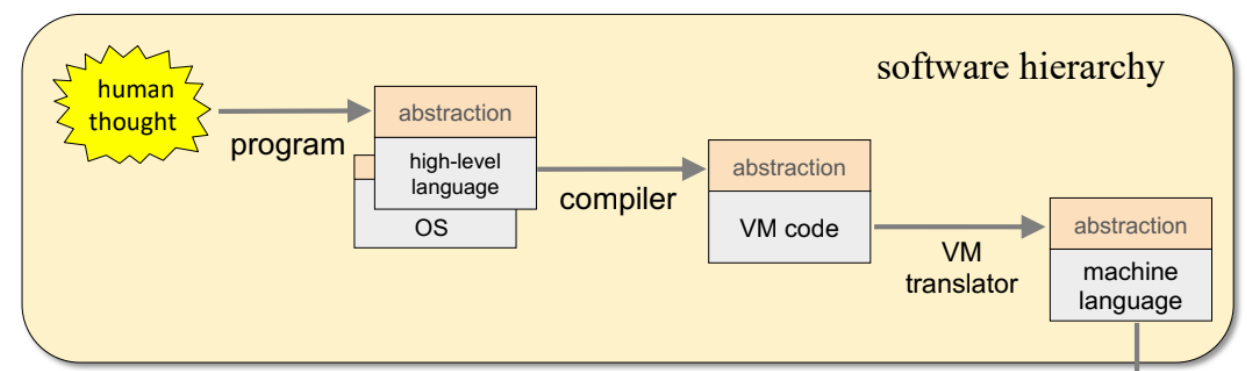 software hierarchy
human
thought
program
abstraction
high-level
language
OS
compiler
abstraction
VM code
VM
translator
abstraction
machine
language